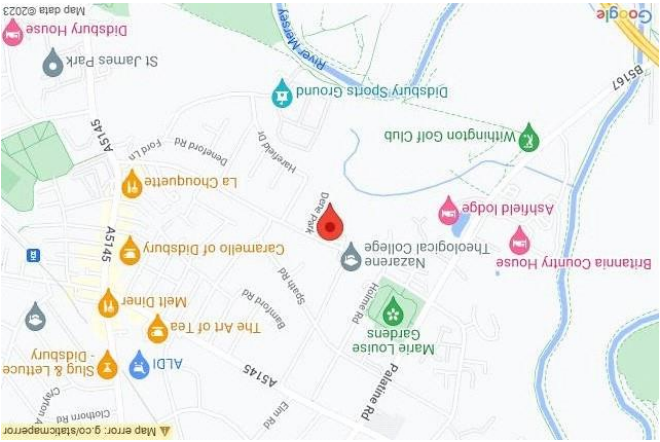 Map error: g.co/staticmaperror
Clothorn Rd
Clayton A
Elm Rd
Palatine Rd
A5145
ALDI
Slug & Lettuce
- Didsbury
Marie Louise
Gardens
The Art of Tea
Bamford Rd
Melt Diner
Holme Rd
Spath Rd
Britannia Country House
Nazarene
Theological College
Caramello of Didsbury
A5145
Dene Park
Ashfield lodge
La Chouquette
Harefield Dr
Deneford Rd
Ford Ln
Withington Golf Club
A5145
Didsbury Sports Ground
B5167
St James Park
River Mersey
Didsbury House
Google
Map data ©2023